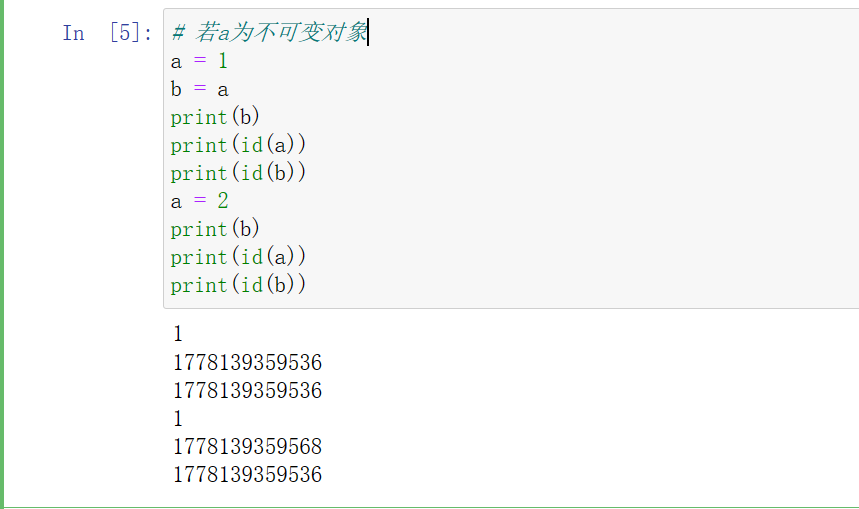 In [5]: # 若a为不可变对象
a = 1
b = a
print(b)
print(id(a))
print(id(b))
a = 2
print(b)
print(id(a))
print(id(b))
1
1778139359536
1778139359536
1
1778139359568
1778139359536